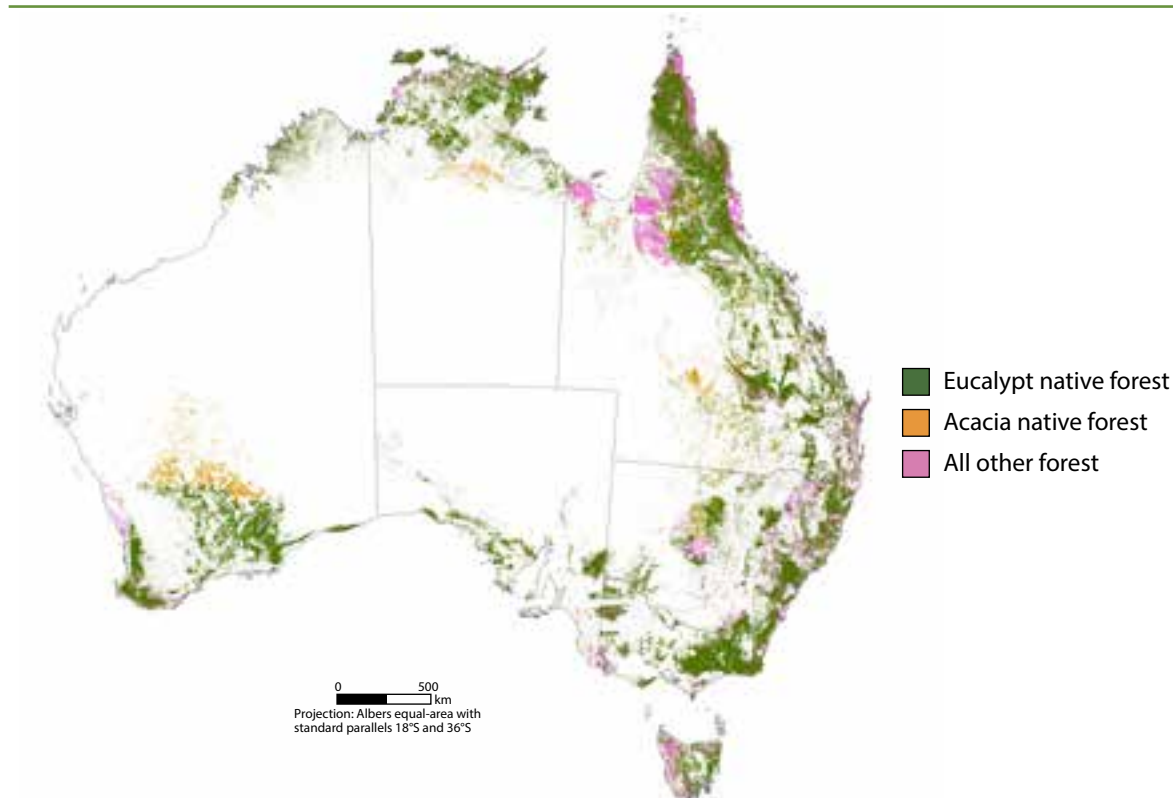 Eucalypt native forest
Acacia native forest
All other forest
0 500
km
Projection: Albers equal-area with
standard parallels 18°S and 36°S